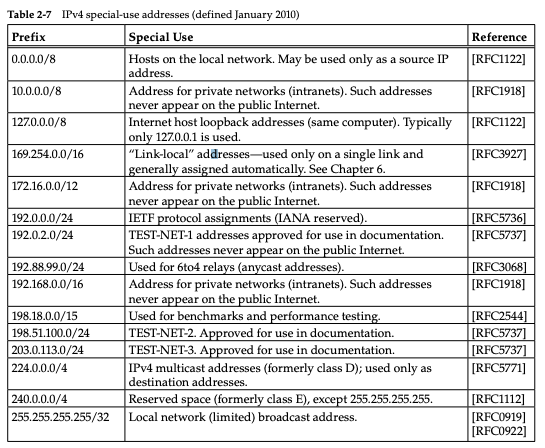 Table 2-7 IPv4 special-use addresses (defined January 2010)
Prefix Special Use Reference
0.0.0.0/8 Hosts on the local network. May be used only as a source IP [RFC1122]
address.
10.0.0.0/8 Address for private networks (intranets). Such addresses [RFC1918]
never appear on the public Internet.
127.0.0.0/8 Internet host loopback addresses (same computer). Typically [RFC1122]
only 127.0.0.1 is used.
169.254.0.0/16 “Link-local” addresses—used only on a single link and [RFC3927]
generally assigned automatically. See Chapter 6.
172.16.0.0/12 Address for private networks (intranets). Such addresses [RFC1918]
never appear on the public Internet.
192.0.0.0/24 IETF protocol assignments (IANA reserved). [RFC5736]
192.0.2.0/24 TEST-NET-1 addresses approved for use in documentation. [RFC5737]
Such addresses never appear on the public Internet.
192.88.99.0/24 Used for 6to4 relays (anycast addresses). [RFC3068]
192.168.0.0/16 Address for private networks (intranets). Such addresses [RFC1918]
never appear on the public Internet.
198.18.0.0/15 Used for benchmarks and performance testing. [RFC2544]
198.51.100.0/24 TEST-NET-2. Approved for use in documentation. [RFC5737]
203.0.113.0/24 TEST-NET-3. Approved for use in documentation. [RFC5737]
224.0.0.0/4 IPv4 multicast addresses (formerly class D); used only as [RFC5771]
destination addresses.
240.0.0.0/4 Reserved space (formerly class E), except 255.255.255.255. [RFC1112]
255.255.255.255/32 Local network (limited) broadcast address. [RFC0919]
[RFC0922]